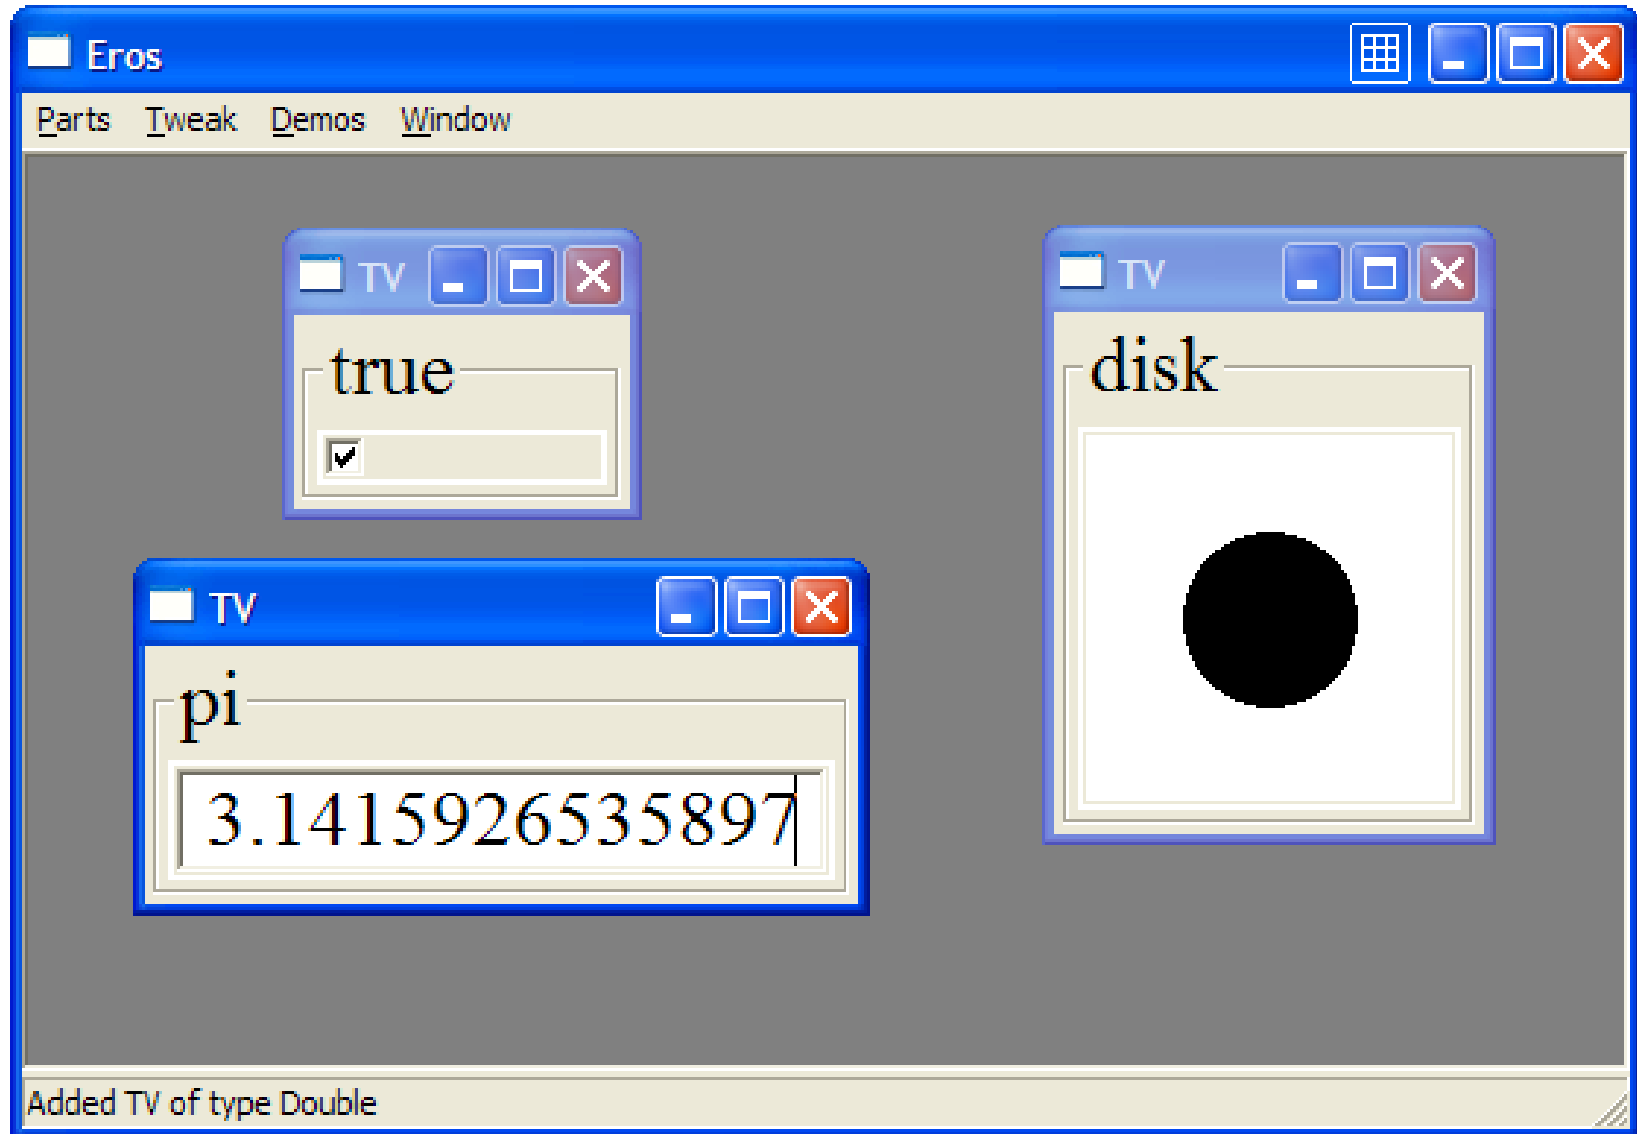 Eros
Parts Tweak Demos Window
TV
true
TV
disk
TV
pi
3.1415926535897
Added TV of type Double